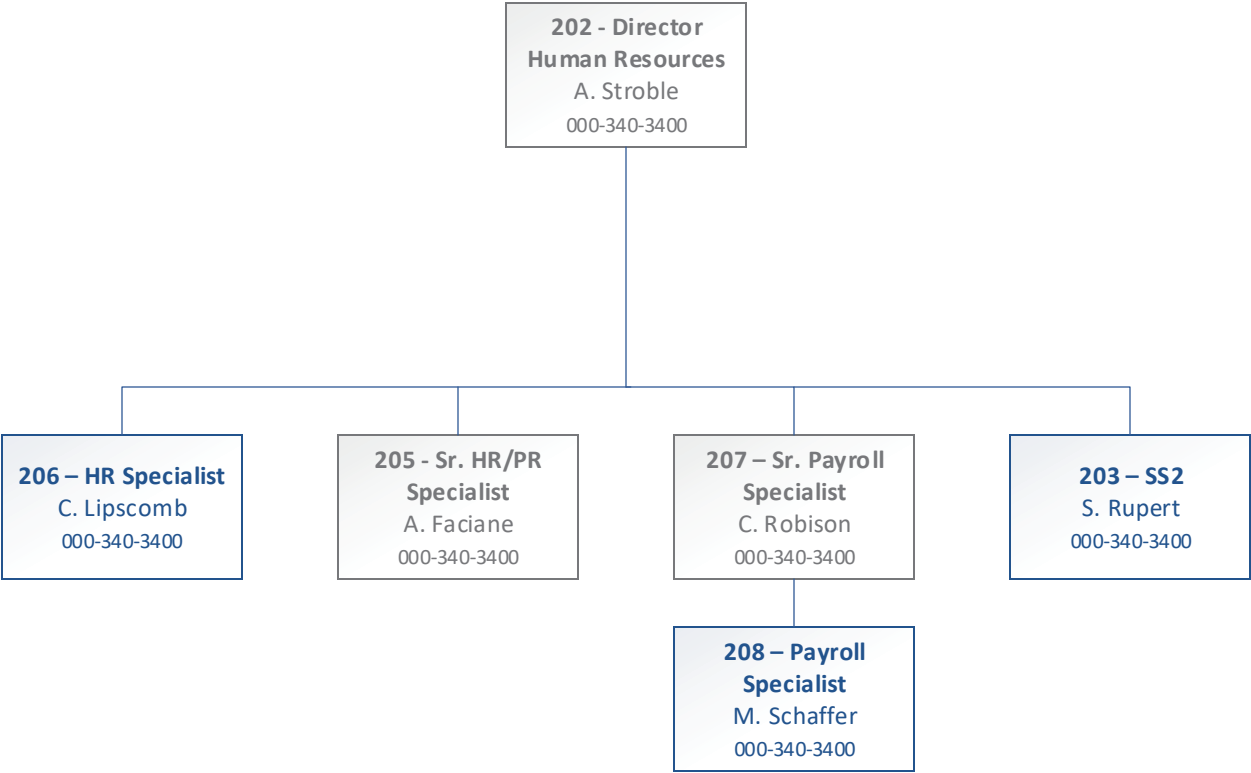 202 - Director
Human Resources
A. Stroble
000-340-3400
206 – HR Specialist
C. Lipscomb
000-340-3400
205 - Sr. HR/PR
Specialist
A. Faciane
000-340-3400
207 – Sr. Payroll
Specialist
C. Robison
000-340-3400
203 – SS2
S. Rupert
000-340-3400
208 – Payroll
Specialist
M. Schaffer
000-340-3400